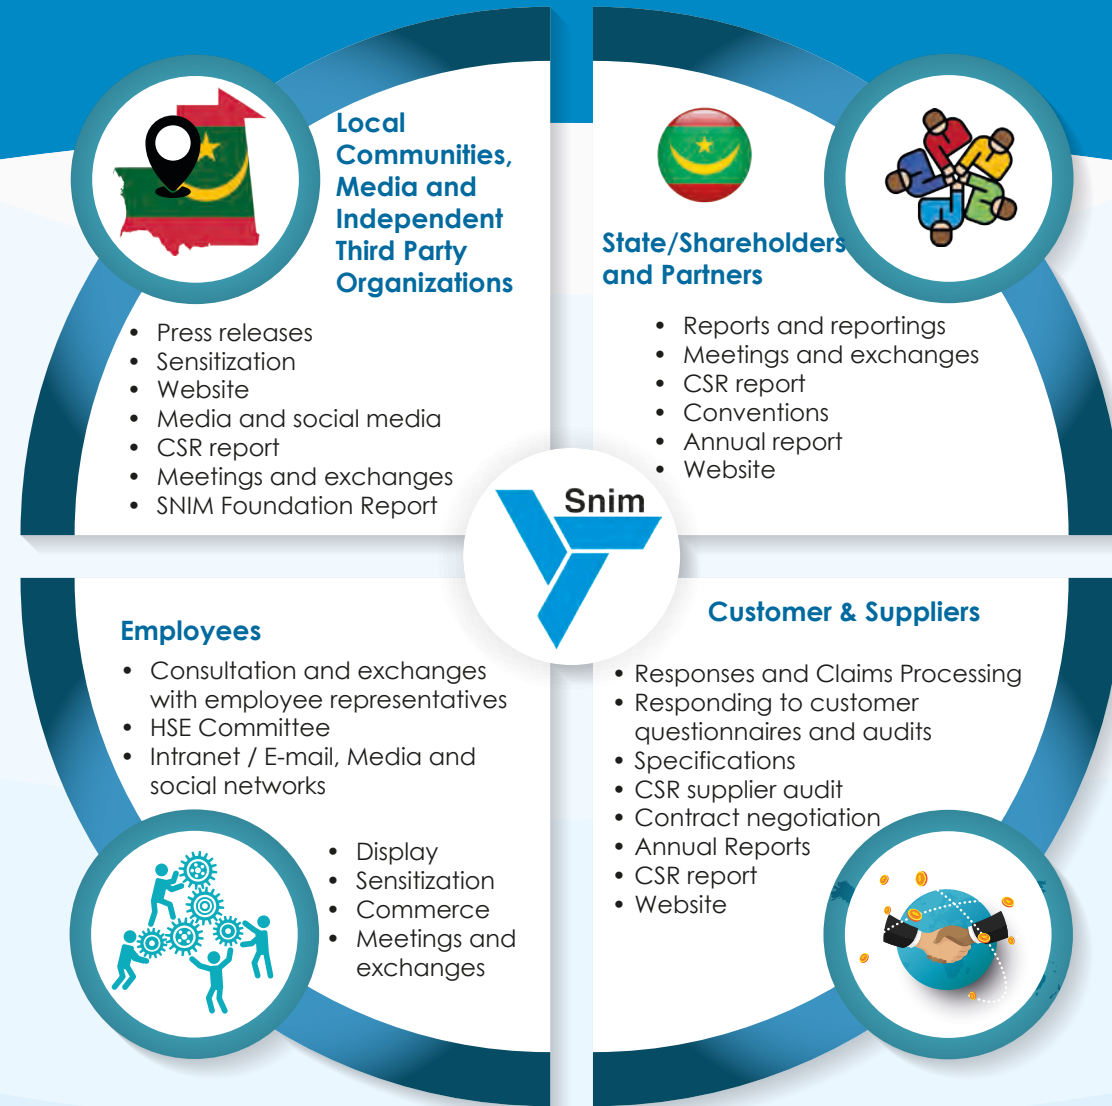 Local
Communities,
Media and
Independent
Third Party
Organizations
• Press releases
• Sensitization
• Website
• Media and social media
• CSR report
• Meetings and exchanges
• SNIM Foundation Report
State/Shareholders
and Partners
• Reports and reportings
• Meetings and exchanges
• CSR report
• Conventions
• Annual report
• Website
Snim
Employees
• Consultation and exchanges
with employee representatives
• HSE Committee
• Intranet / E-mail, Media and
social networks
• Display
• Sensitization
• Commerce
• Meetings and
exchanges
Customer & Suppliers
• Responses and Claims Processing
• Responding to customer
questionnaires and audits
• Specifications
• CSR supplier audit
• Contract negotiation
• Annual Reports
• CSR report
• Website